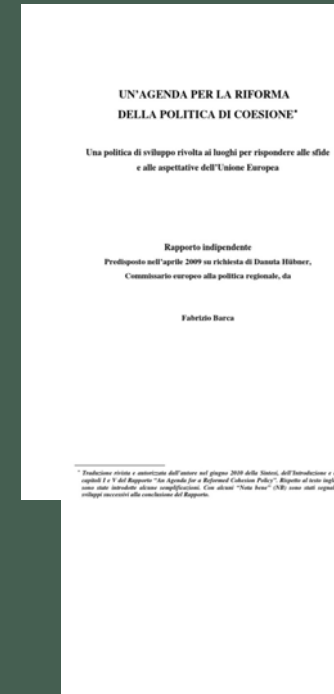 UN'AGENDA PER LA RIFORMA
DELLA POLITICA DI COESIONE*
Una politica di sviluppo rivolta ai luoghi per rispondere alle sfide
e alle aspettative dell'Unione Europea
Rapporto indipendente
Predisposto nell'aprile 2009 su richiesta di Danuta Hübner,
Commissario europeo alla politica regionale, da
Fabrizio Barca
* Traduzione rivista e autorizzata dall'autore nel giugno 2010 della Sintesi, dell'Introduzione e
capitoli I e V del Rapporto "An Agenda for a Reformed Cohesion Policy". Rispetto al testo
sono state introdotte alcune semplificazioni. Con alcuni "Nota bene" (NB) sono stati
sviluppi successivi alla conclusione del Rapporto.